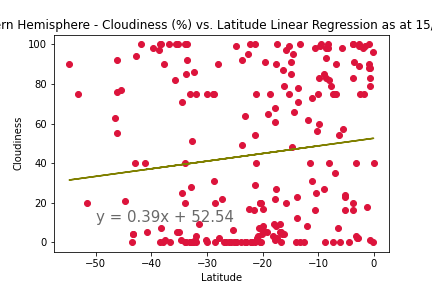 ern Hemisphere - Cloudiness (%) vs. Latitude Linear Regression as at 15/
100
80
60
40
20
0
Cloudiness
y = 0.39x + 52.54
−50 −40 −30 −20 −10 0
Latitude